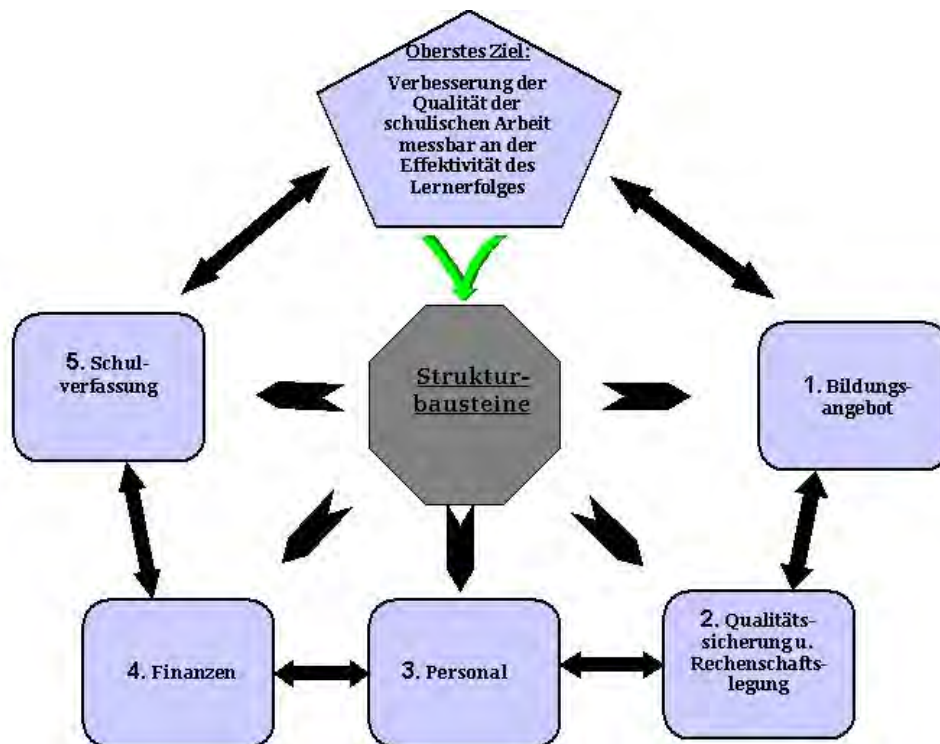 Oberstes Ziel:
Verbesserung der
Qualität der
schulischen Arbeit
messbar an der
Effektivität des
Lernerfolges
5. Schul-
verfassung
Struktur-
bausteine
1. Bildungs-
angebot
4. Finanzen
3. Personal
2. Qualitäts-
sicherung u.
Rechenschafts-
legung